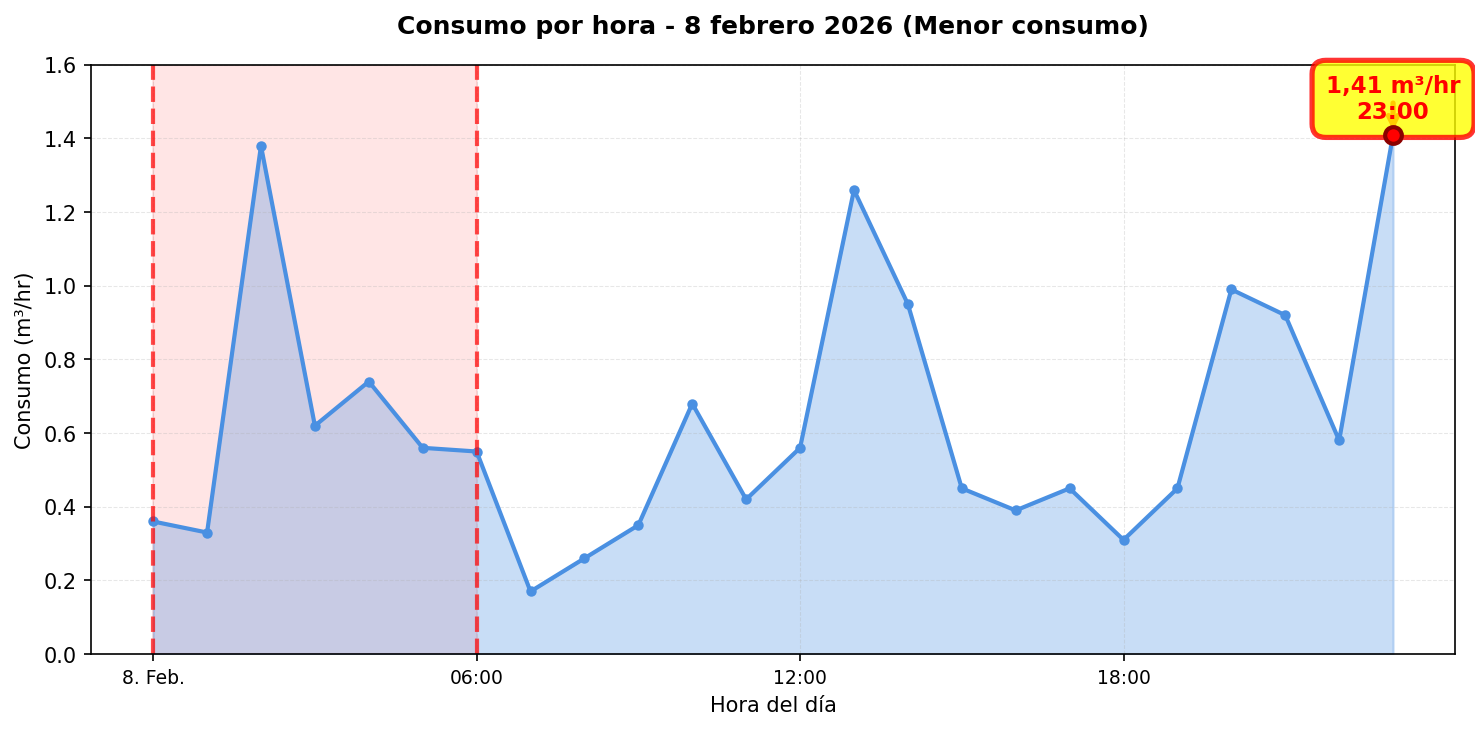 Consumo por hora - 8 febrero 2026 (Menor consumo)
1,41 m³/hr
23:00
Consumo (m³/hr)
1.6
1.4
1.2
1.0
0.8
0.6
0.4
0.2
0.0
8. Feb.
06:00
12:00
18:00
Hora del día